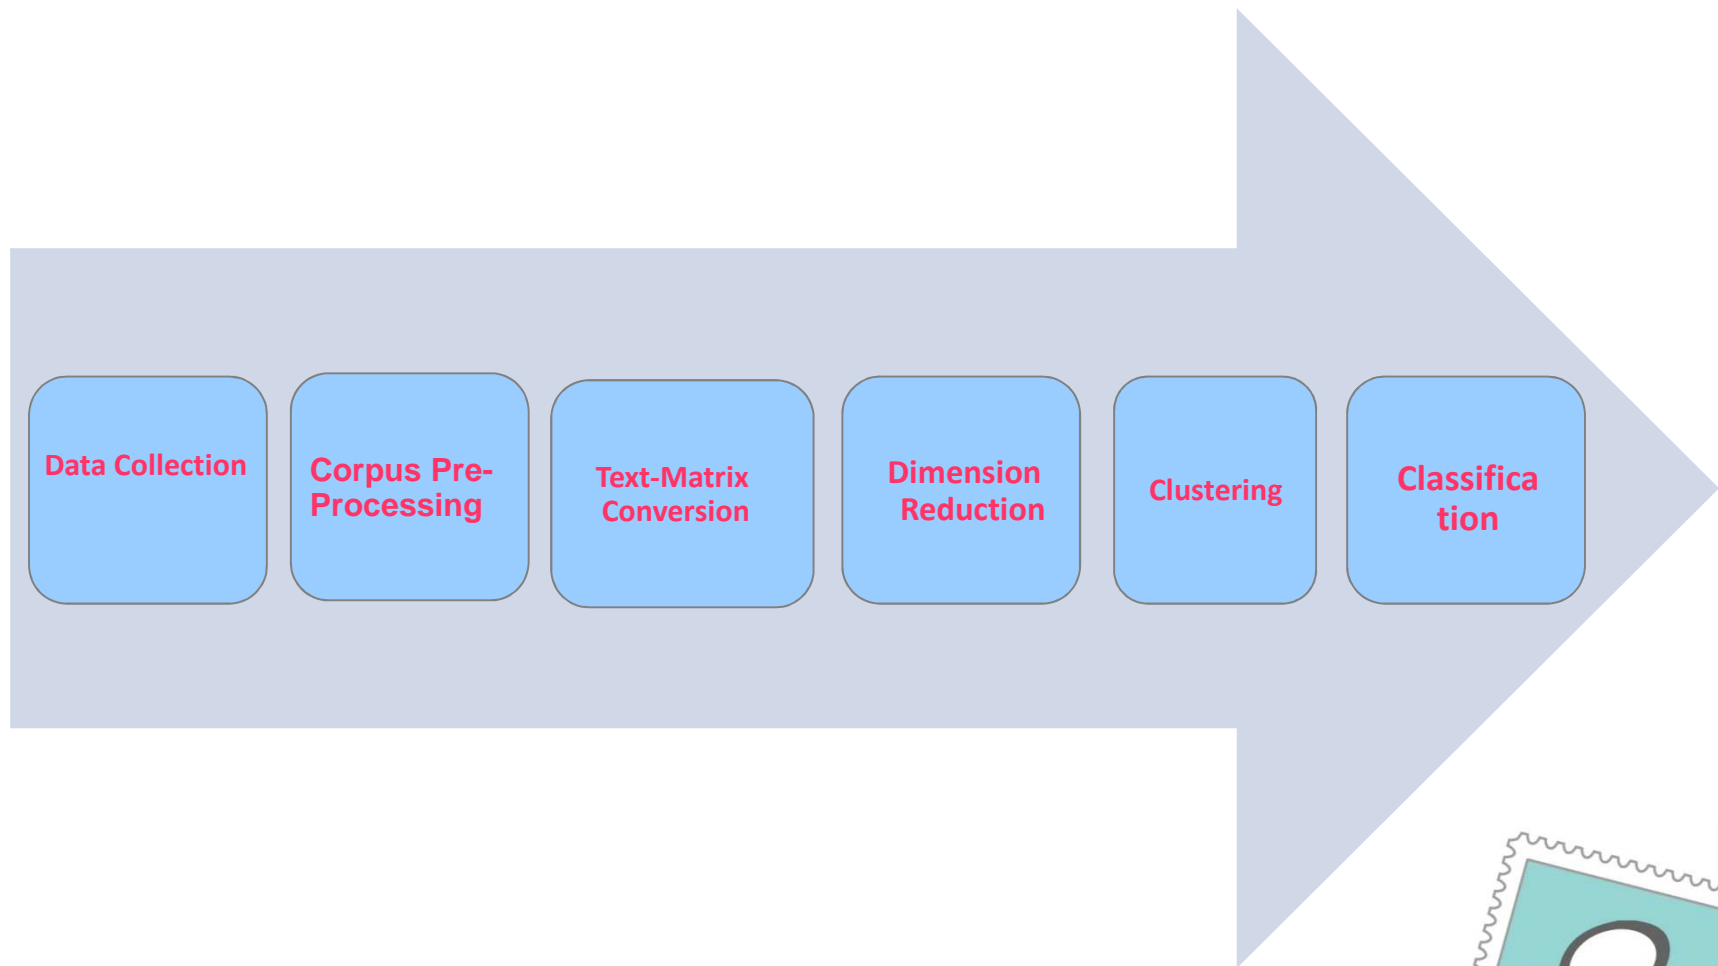 Data Collection
Corpus Pre-
Processing
Text-Matrix
Conversion
Dimension
Reduction
Clustering
Classifica
tion